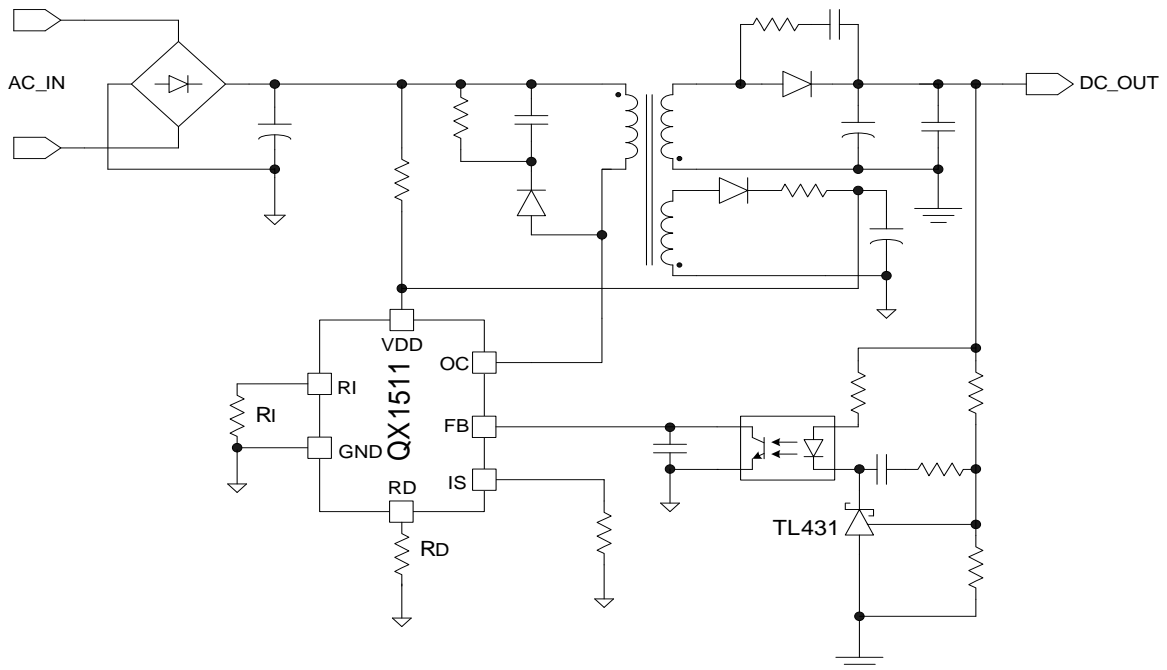 AC_IN
DC_OUT
VDD
OC
RI
RI
QX1511
FB
GND
IS
RD
RD
TL431